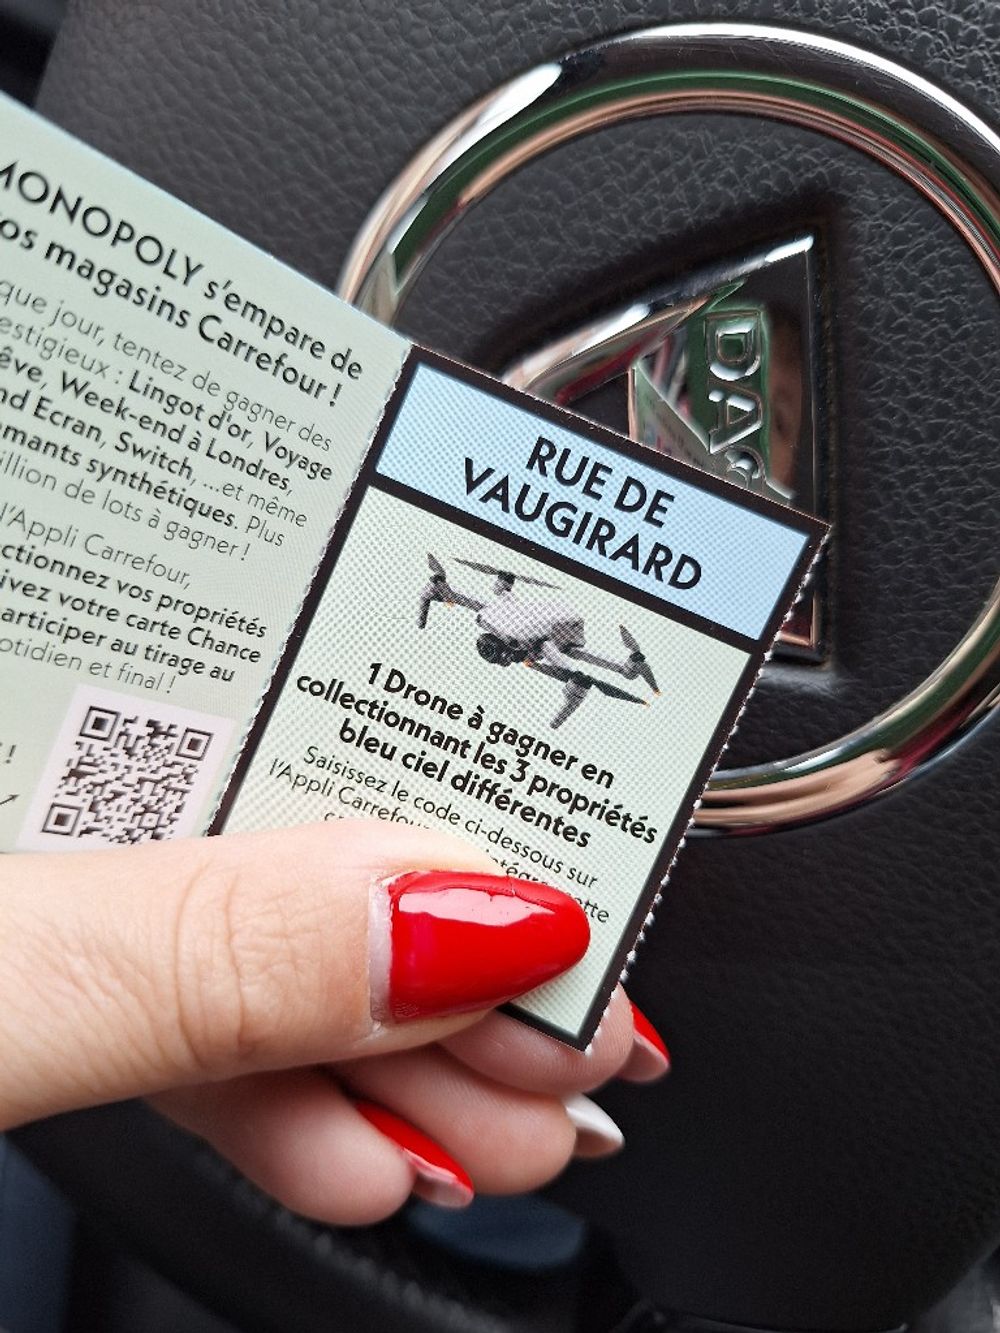 MONOPOLY s'empare de
vos magasins Carrefour !
que jour, tentez de gagner des
estigieux : Lingot d'or, Voyage
êve, Week-end à Londres,
nd Ecran, Switch, ...et même
amants synthétiques. Plus
illion de lots à gagner !
l'Appli Carrefour,
ctionnez vos propriétés
ivez votre carte Chance
articiper au tirage au
otidien et final !
!
RUE DE
VAUGIRARD
1 Drone à gagner en
collectionnant les 3 propriétés
bleu ciel différentes
Saisissez le code ci-dessous sur
l'Appli Carrefour